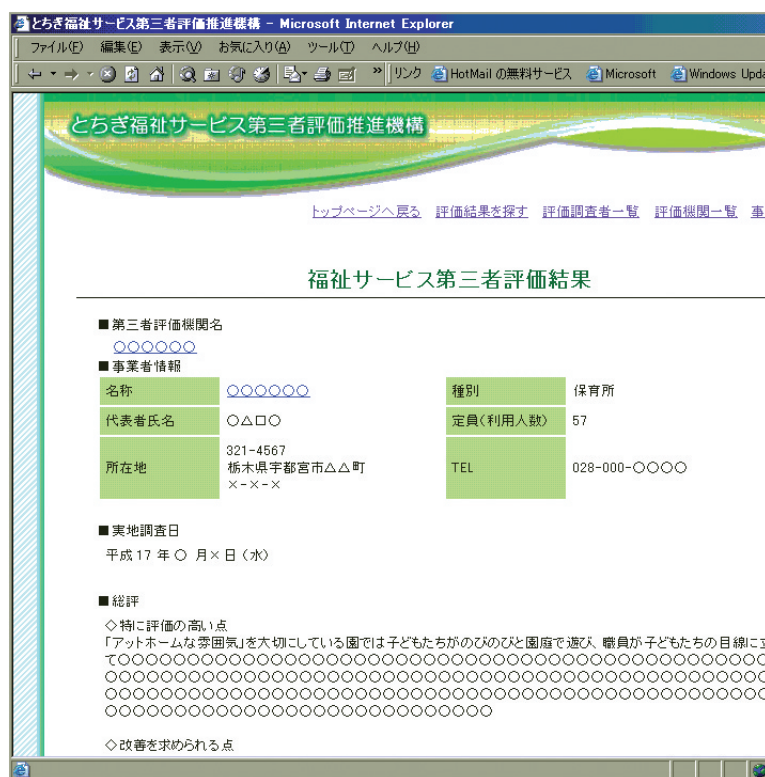 とちぎ福祉サービス第三者評価推進機構 - Microsoft Internet Explorer
ファイル(F) 編集(E) 表示(V) お気に入り(A) ツール(T) ヘルプ(H)
» リンク HotMail の無料サービス Microsoft Windows Upda
とちぎ福祉サービス第三者評価推進機構
トップページへ戻る 評価結果を探す 評価調査者一覧 評価機関一覧 事
福祉サービス第三者評価結果
■第三者評価機関名
○○○○○○
■事業者情報
名称 ○○○○○○ 種別 保育所
代表者氏名 ○△□○ 定員(利用人数) 57
321-4567
所在地 栃木県宇都宮市△△町 TEL 028-000-○○○○
×-×-×
■実地調査日
平成 17 年 ○ 月 × 日 (水)
■総評
◇特に評価の高い点
「アットホームな雰囲気」を大切にしている園では子どもたちがのびのびと園庭で遊び、職員が子どもたちの目線に立
て○○○○○○○○○○○○○○○○○○○○○○○○○○○○○○○○○○○○○○○○○○○○○○○○
○○○○○○○○○○○○○○○○○○○○○○○○○○○○○○○○○○○○○○○○○○○○○○○○○
○○○○○○○○○○○○○○○○○○○○○○○○○○○○○○○○○○○○○○○○○○○○○○○○○
○○○○○○○○○○○○○○○○○○○○○○○○○○○○○
◇改善を求められる点